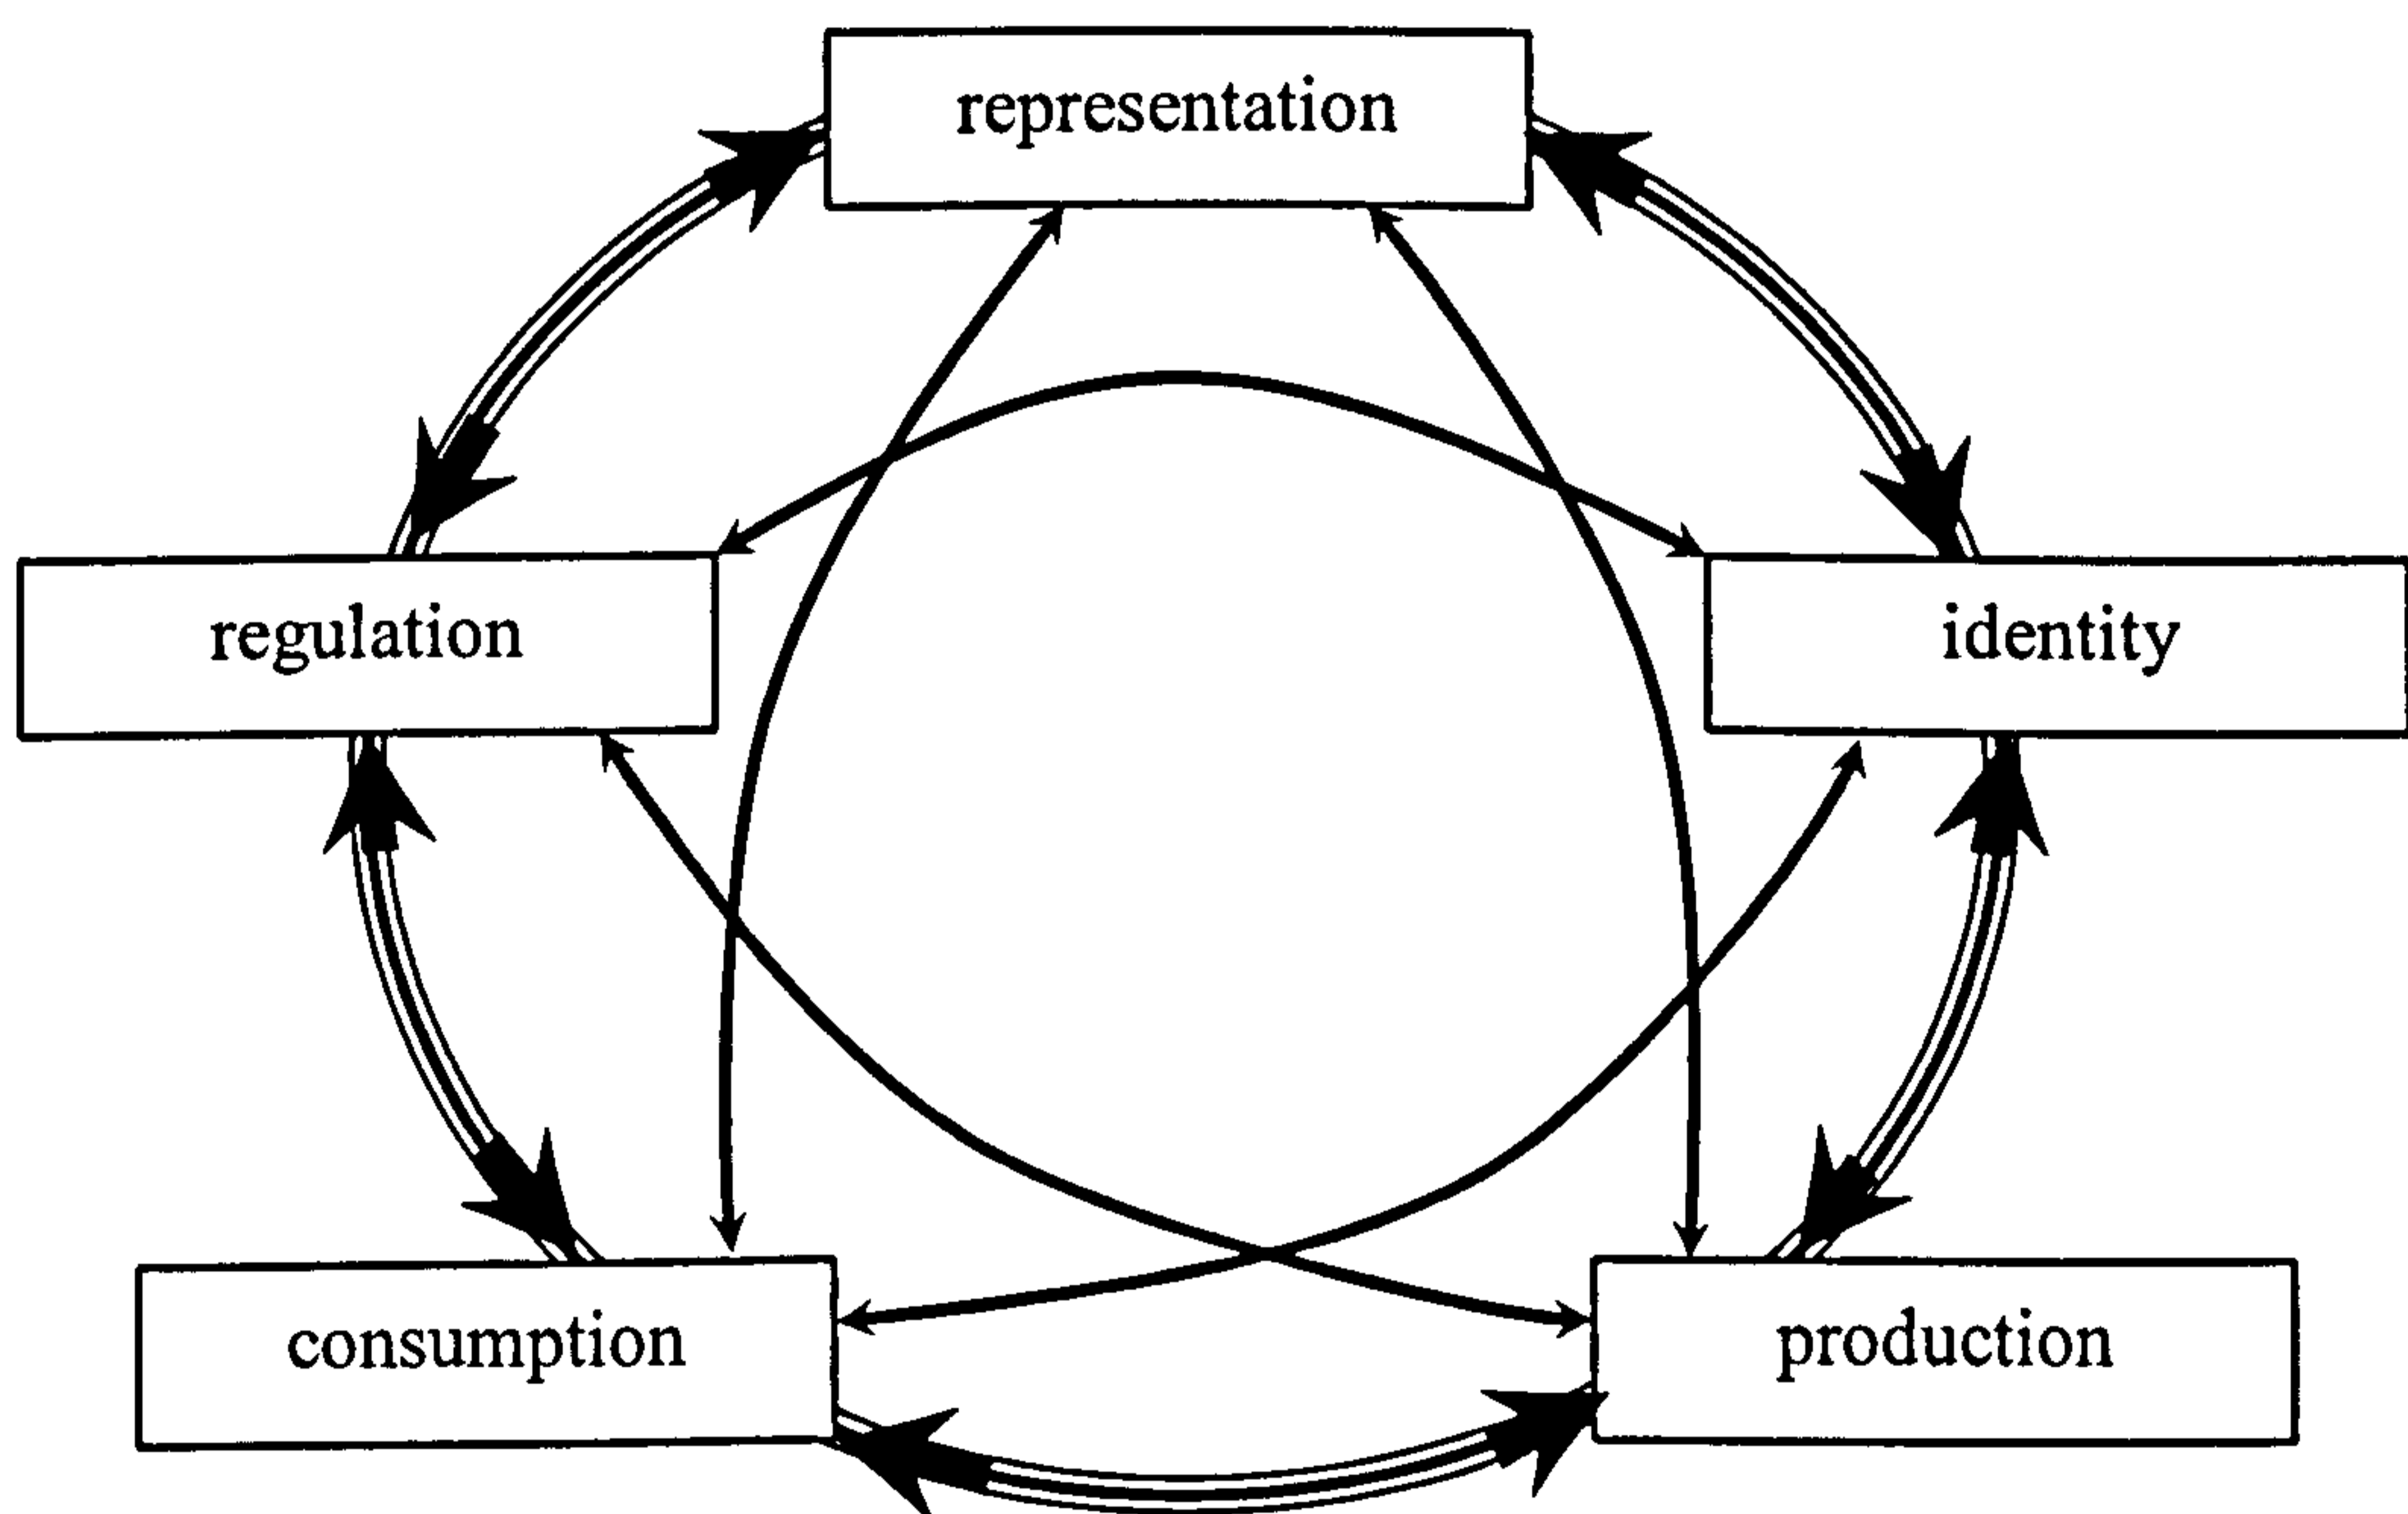 representation
regulation
identity
consumption
production